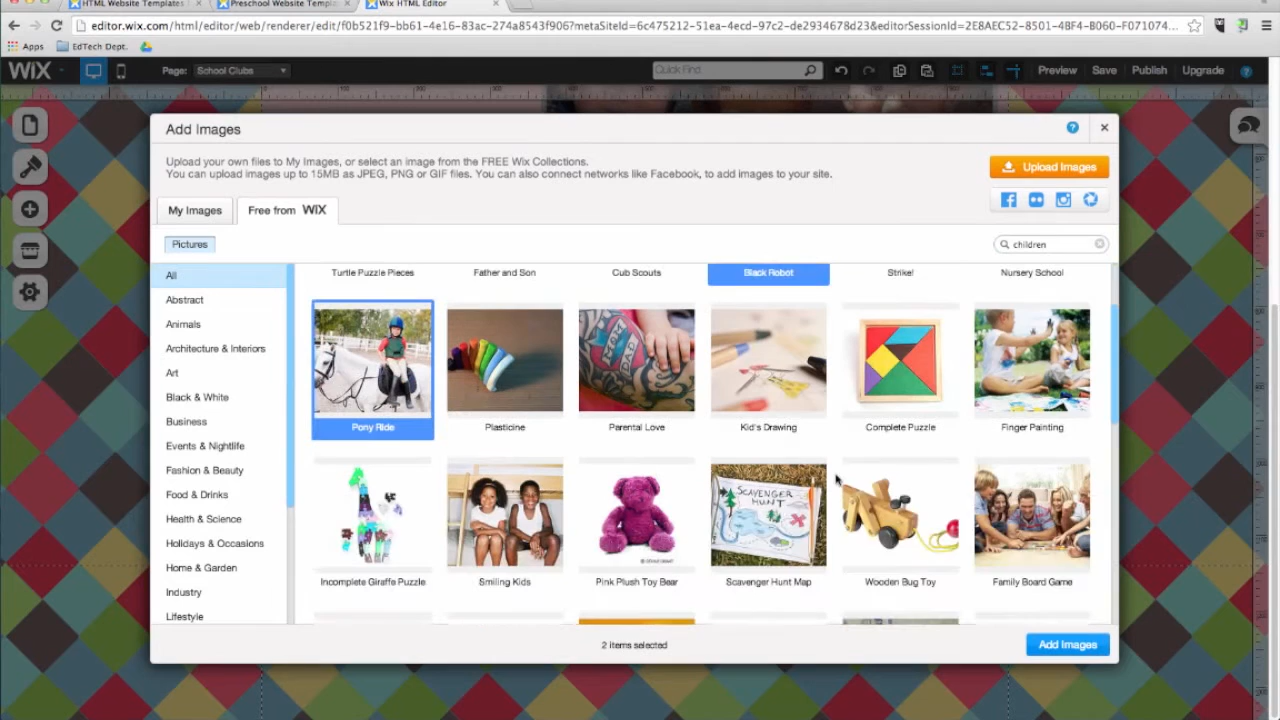 HTML Website Templates
Preschool Website Templ
Wix HTML Editor
editor.wix.com/html/editor/web/renderer/edit/f0b521f9-bb61-4e16-83ac-274a8543f906?metaSiteId=6c475212-51ea-4ecd-97c2-de2934678d23&editorSessionId=2E8AEC52-8501-4BF4-B060-F071074...
Apps EdTech Dept.
WiX Page: School Clubs Quick Find Preview Save Publish Upgrade ?
Add Images
Upload your own files to My Images, or select an image from the FREE Wix Collections.
You can upload images up to 15MB as JPEG, PNG or GIF files. You can also connect networks like Facebook, to add images to your site.
Upload Images
My Images Free from WiX
Pictures children
All
Abstract
Animals
Architecture & Interiors
Art
Black & White
Business
Events & Nightlife
Fashion & Beauty
Food & Drinks
Health & Science
Holidays & Occasions
Home & Garden
Industry
Lifestyle
Turtle Puzzle Pieces Father and Son Cub Scouts Black Robot Strike! Nursery School
MOM
DAD
Pony Ride Plasticine Parental Love Kid's Drawing Complete Puzzle Finger Painting
SCAVENGER
HUNT
Incomplete Giraffe Puzzle Smiling Kids Pink Plush Toy Bear Scavenger Hunt Map Wooden Bug Toy Family Board Game
2 items selected Add Images